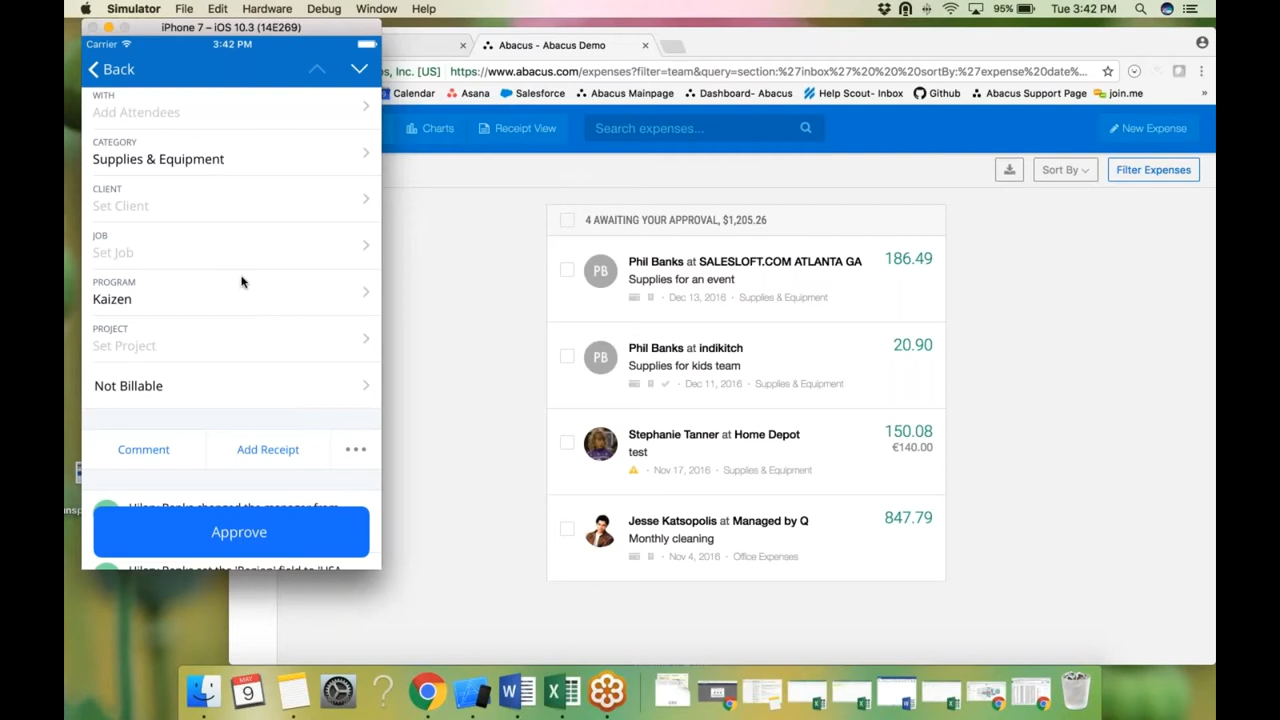 Simulator File Edit Hardware Debug Window Help
95% Tue 3:42 PM
iPhone 7 – iOS 10.3 (14E269)
Carrier 3:42 PM
Back
WITH
Add Attendees
CATEGORY
Supplies & Equipment
CLIENT
Set Client
JOB
Set Job
PROGRAM
Kaizen
PROJECT
Set Project
Not Billable
Comment Add Receipt
Approve
Abacus - Abacus Demo
Inc. [US] https://www.abacus.com/expenses?filter=team&query=section:%27inbox%27%20%20%20sortBy:%27expense%20date%...
Calendar Asana Salesforce Abacus Mainpage Dashboard- Abacus Help Scout- Inbox Github Abacus Support Page join.me »
Charts Receipt View Search expenses... New Expense
Sort By Filter Expenses
4 AWAITING YOUR APPROVAL, $1,205.26
PB Phil Banks at SALESLOFT.COM ATLANTA GA 186.49
Supplies for an event
Dec 13, 2016 · Supplies & Equipment
PB Phil Banks at indikitch 20.90
Supplies for kids team
Dec 11, 2016 · Supplies & Equipment
Stephanie Tanner at Home Depot 150.08
test €140.00
Nov 17, 2016 · Supplies & Equipment
Jesse Katsopolis at Managed by Q 847.79
Monthly cleaning
Nov 4, 2016 · Office Expenses
MAY
9